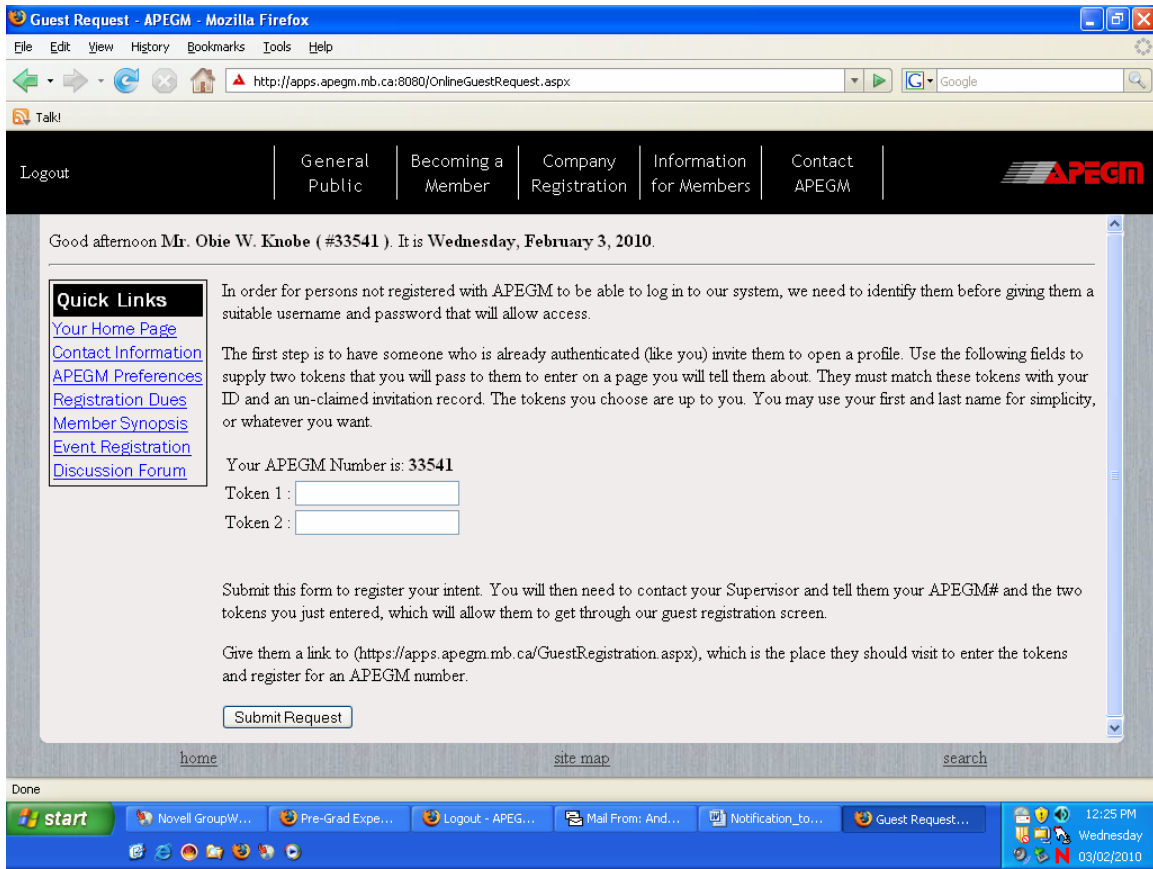 Guest Request - APEGM - Mozilla Firefox
File Edit View History Bookmarks Tools Help
http://apps.apegm.mb.ca:8080/OnlineGuestRequest.aspx
G Google
Talk!
Logout
General Public
Becoming a Member
Company Registration
Information for Members
Contact APEGM
APEGM
Good afternoon Mr. Obie W. Knobe ( #33541 ). It is Wednesday, February 3, 2010.
Quick Links
Your Home Page
Contact Information
APEGM Preferences
Registration Dues
Member Synopsis
Event Registration
Discussion Forum
In order for persons not registered with APEGM to be able to log in to our system, we need to identify them before giving them a
suitable username and password that will allow access.
The first step is to have someone who is already authenticated (like you) invite them to open a profile. Use the following fields to
supply two tokens that you will pass to them to enter on a page you will tell them about. They must match these tokens with your
ID and an un-claimed invitation record. The tokens you choose are up to you. You may use your first and last name for simplicity,
or whatever you want.
Your APEGM Number is: 33541
Token 1 :
Token 2 :
Submit this form to register your intent. You will then need to contact your Supervisor and tell them your APEGM# and the two
tokens you just entered, which will allow them to get through our guest registration screen.
Give them a link to (https://apps.apegm.mb.ca/GuestRegistration.aspx), which is the place they should visit to enter the tokens
and register for an APEGM number.
Submit Request
home site map search
Done
start Novell GroupW... Pre-Grad Expe... Logout - APEG... Mail From: And... Notification_to... Guest Request... 12:25 PM
Wednesday
N 03/02/2010